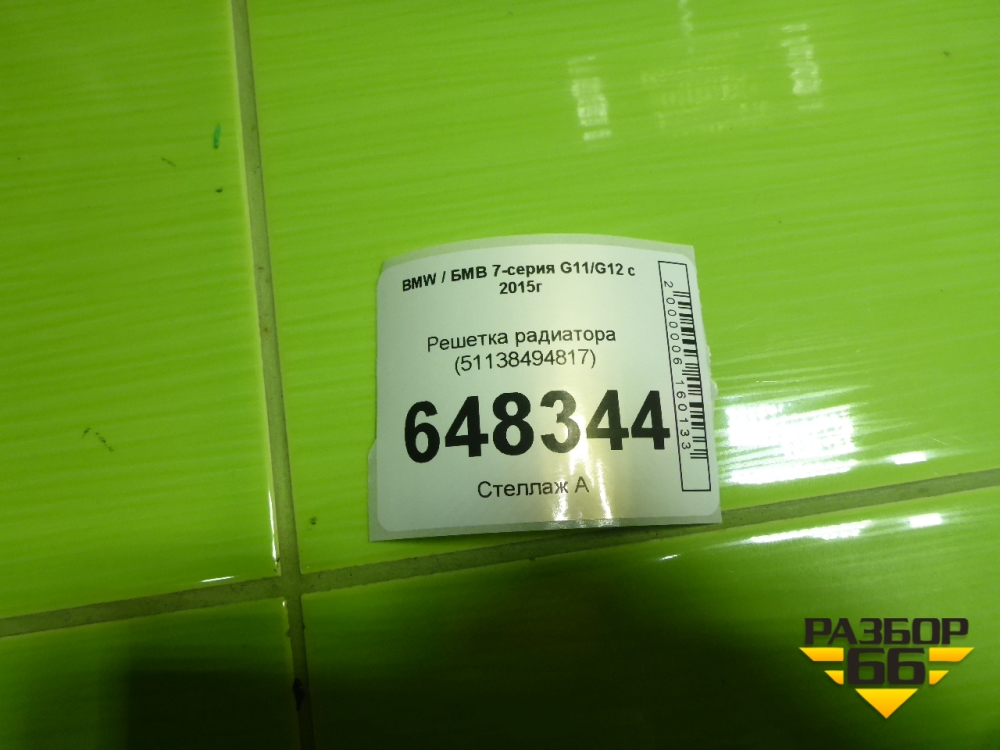 BMW / БМВ 7-серия G11/G12 с
2015г
Решетка радиатора
(51138494817)
648344
Стеллаж А
2000006160133
РАЗБОР
66